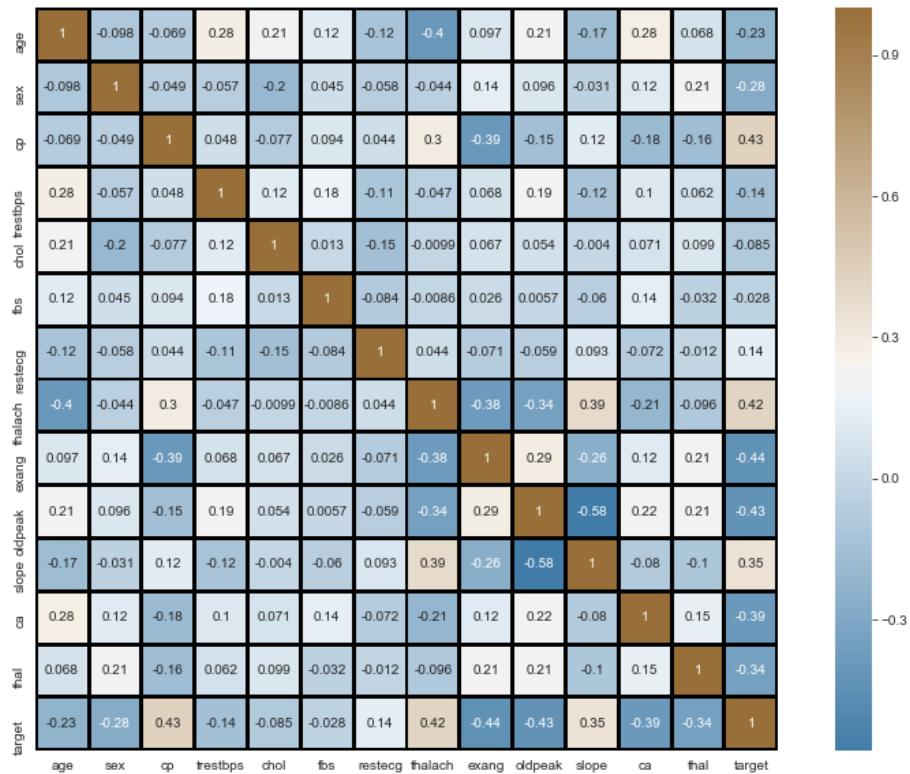 age 1 -0.098 -0.069 0.28 0.21 0.12 -0.12 -0.4 0.097 0.21 -0.17 0.28 0.068 -0.23
sex -0.098 1 -0.049 -0.057 -0.2 0.045 -0.058 -0.044 0.14 0.096 -0.031 0.12 0.21 -0.28
cp -0.069 -0.049 1 0.048 -0.077 0.094 0.044 0.3 -0.39 -0.15 0.12 -0.18 -0.16 0.43
trestbps 0.28 -0.057 0.048 1 0.12 0.18 -0.11 -0.047 0.068 0.19 -0.12 0.1 0.062 -0.14
chol 0.21 -0.2 -0.077 0.12 1 0.013 -0.15 -0.0099 0.067 0.054 -0.004 0.071 0.099 -0.085
fbs 0.12 0.045 0.094 0.18 0.013 1 -0.084 -0.0086 0.026 0.0057 -0.06 0.14 -0.032 -0.028
restecg -0.12 -0.058 0.044 -0.11 -0.15 -0.084 1 0.044 -0.071 -0.059 0.093 -0.072 -0.012 0.14
thalach -0.4 -0.044 0.3 -0.047 -0.0099 -0.0086 0.044 1 -0.38 -0.34 0.39 -0.21 -0.096 0.42
exang 0.097 0.14 -0.39 0.068 0.067 0.026 -0.071 -0.38 1 0.29 -0.26 0.12 0.21 -0.44
oldpeak 0.21 0.096 -0.15 0.19 0.054 0.0057 -0.059 -0.34 0.29 1 -0.58 0.22 0.21 -0.43
slope -0.17 -0.031 0.12 -0.12 -0.004 -0.06 0.093 0.39 -0.26 -0.58 1 -0.08 -0.1 0.35
ca 0.28 0.12 -0.18 0.1 0.071 0.14 -0.072 -0.21 0.12 0.22 -0.08 1 0.15 -0.39
thal 0.068 0.21 -0.16 0.062 0.099 -0.032 -0.012 -0.096 0.21 0.21 -0.1 0.15 1 -0.34
target -0.23 -0.28 0.43 -0.14 -0.085 -0.028 0.14 0.42 -0.44 -0.43 0.35 -0.39 -0.34 1
age sex cp trestbps chol fbs restecg thalach exang oldpeak slope ca thal target
0.9
0.6
0.3
0.0
-0.3